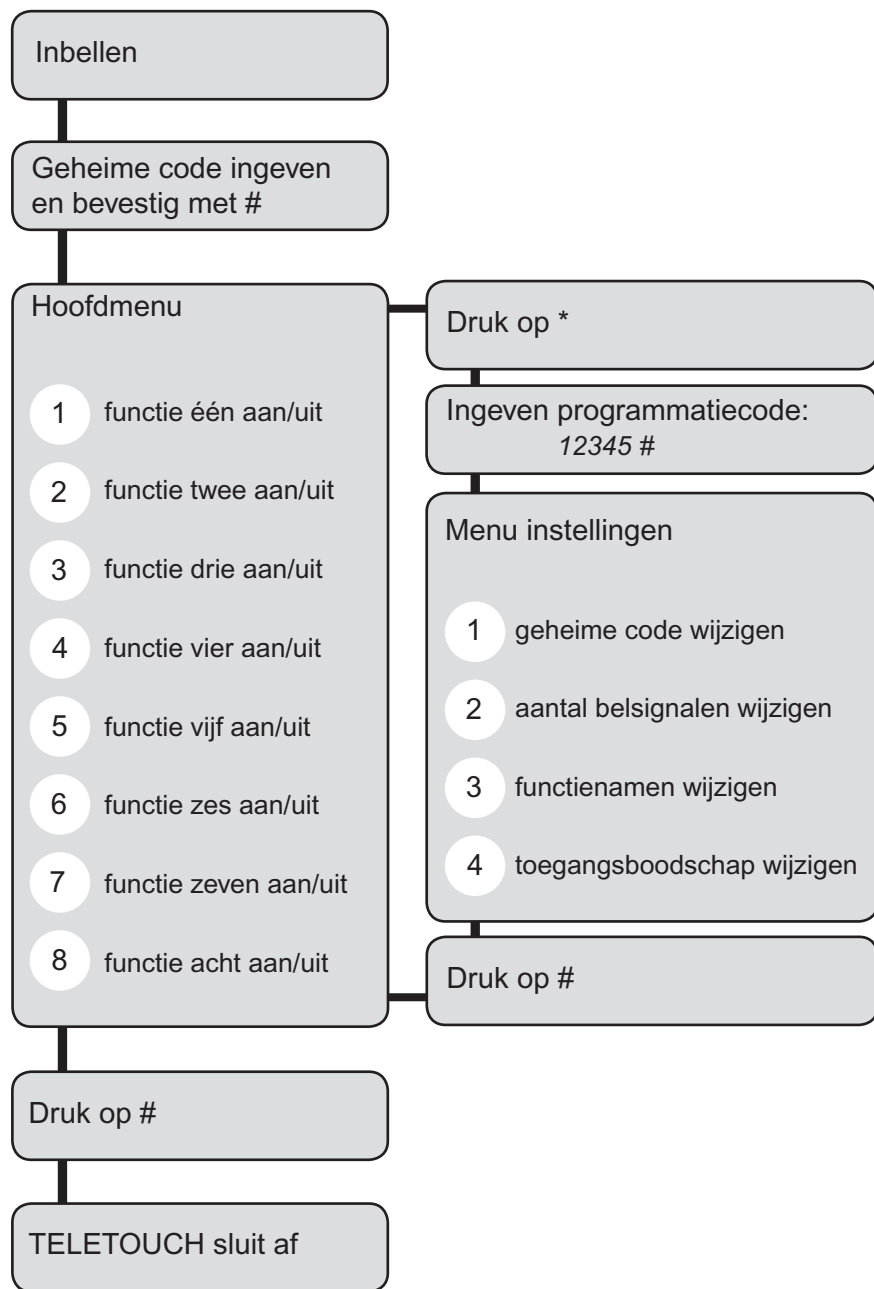 Inbellen
Geheime code ingeven
en bevestig met #
Hoofdmenu
1 functie één aan/uit
2 functie twee aan/uit
3 functie drie aan/uit
4 functie vier aan/uit
5 functie vijf aan/uit
6 functie zes aan/uit
7 functie zeven aan/uit
8 functie acht aan/uit
Druk op *
Ingeven programmatiecode:
12345 #
Menu instellingen
1 geheime code wijzigen
2 aantal belsignalen wijzigen
3 functienamen wijzigen
4 toegangsboodschap wijzigen
Druk op #
Druk op #
TELETOUCH sluit af